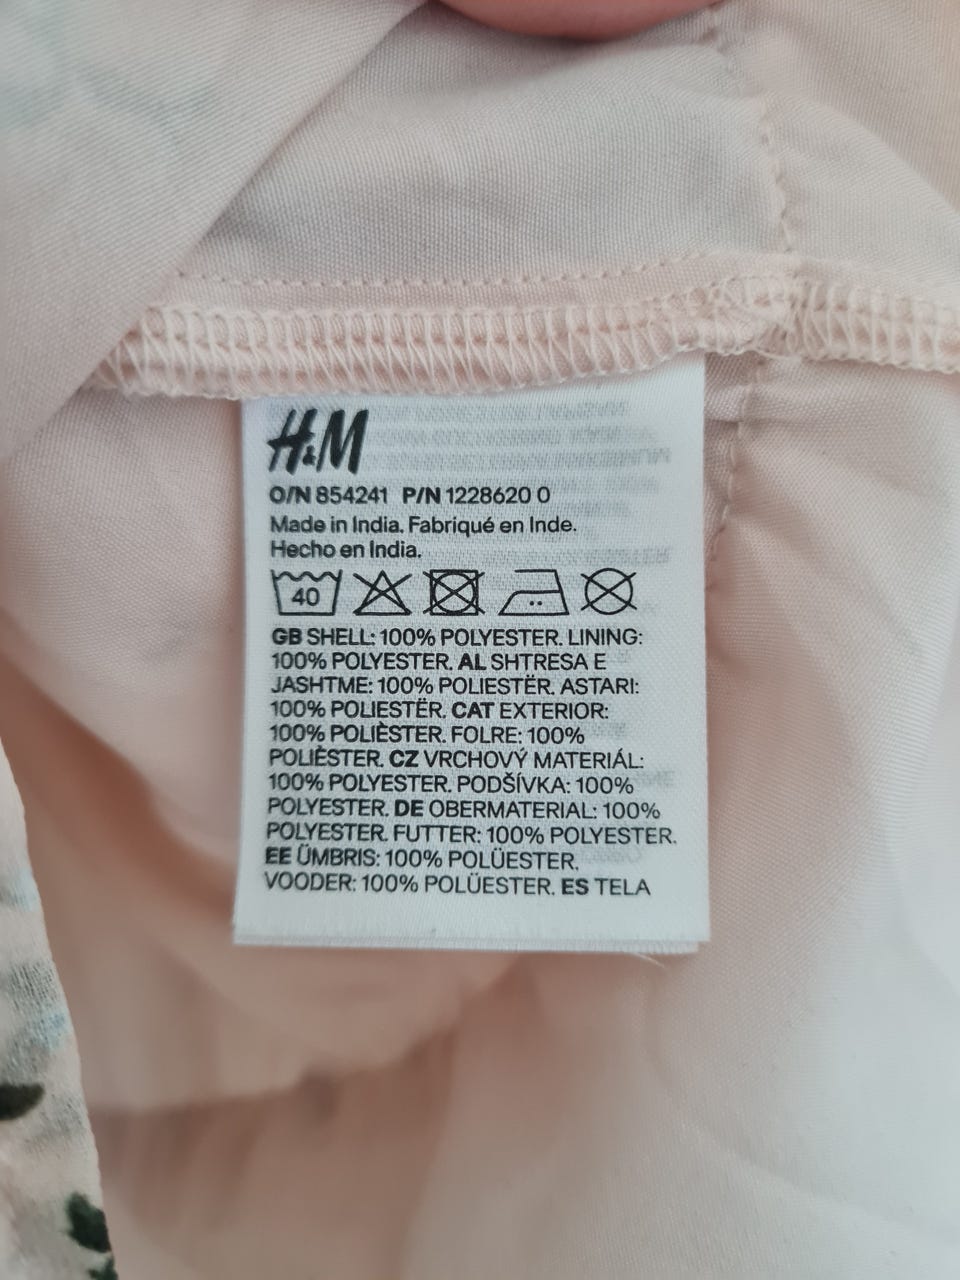 H&M
O/N 854241 P/N 1228620 0
Made in India. Fabriqué en Inde.
Hecho en India.
40
GB SHELL: 100% POLYESTER. LINING:
100% POLYESTER. AL SHTRESA E
JASHTME: 100% POLIESTËR. ASTARI:
100% POLIESTËR. CAT EXTERIOR:
100% POLIÈSTER. FOLRE: 100%
POLIÈSTER. CZ VRCHOVÝ MATERIÁL:
100% POLYESTER. PODŠÍVKA: 100%
POLYESTER. DE OBERMATERIAL: 100%
POLYESTER. FUTTER: 100% POLYESTER.
EE ÜMBRIS: 100% POLÜESTER.
VOODER: 100% POLÜESTER. ES TELA